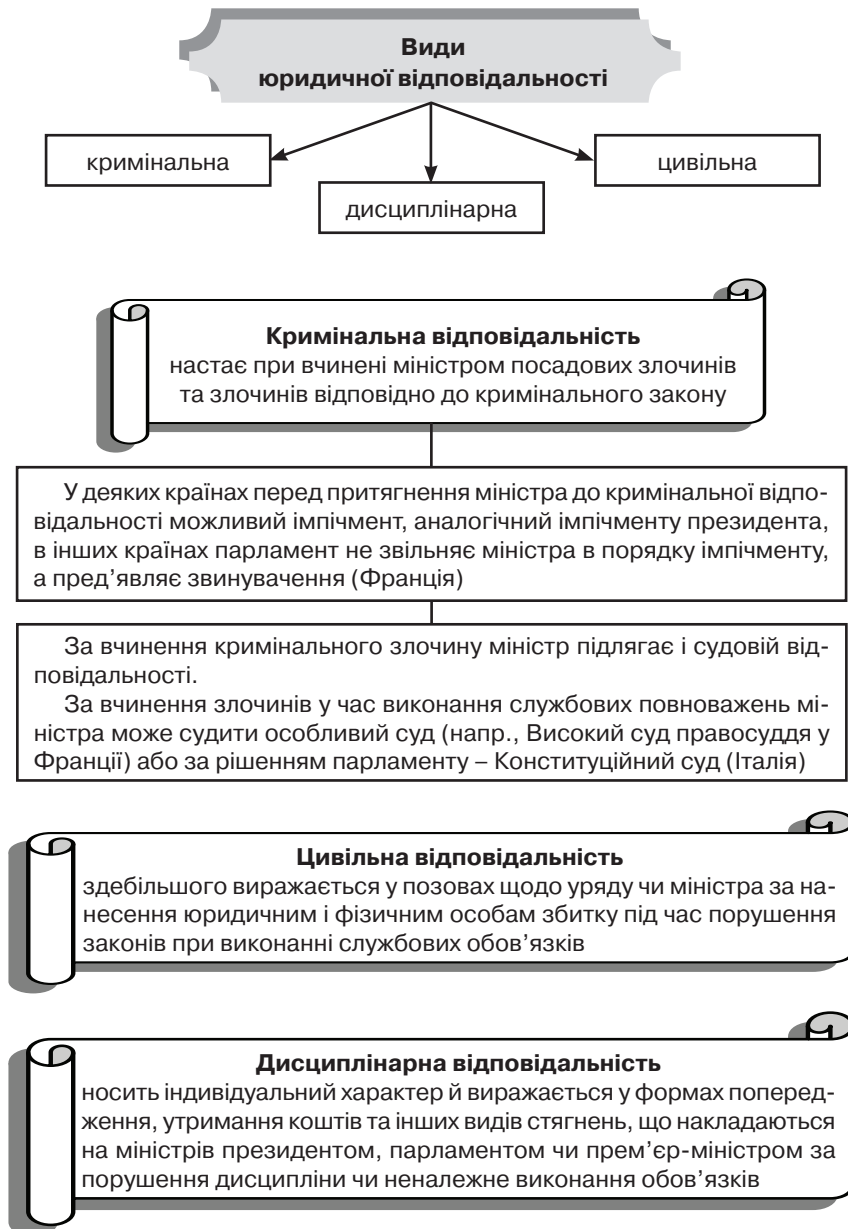 Види
юридичної відповідальності
кримінальна
цивільна
дисциплінарна
Кримінальна відповідальність
настає при вчинені міністром посадових злочинів
та злочинів відповідно до кримінального закону
У деяких країнах перед притягнення міністра до кримінальної відпо-
відальності можливий імпічмент, аналогічний імпічменту президента,
в інших країнах парламент не звільняє міністра в порядку імпічменту,
а пред’являє звинувачення (Франція)
За вчинення кримінального злочину міністр підлягає і судовій від-
повідальності.
За вчинення злочинів у час виконання службових повноважень мі-
ністра може судити особливий суд (напр., Високий суд правосуддя у
Франції) або за рішенням парламенту – Конституційний суд (Італія)
Цивільна відповідальність
здебільшого виражається у позовах щодо уряду чи міністра за на-
несення юридичним і фізичним особам збитку під час порушення
законів при виконанні службових обов’язків
Дисциплінарна відповідальність
носить індивідуальний характер й виражається у формах поперед-
ження, утримання коштів та інших видів стягнень, що накладаються
на міністрів президентом, парламентом чи прем’єр-міністром за
порушення дисципліни чи неналежне виконання обов’язків